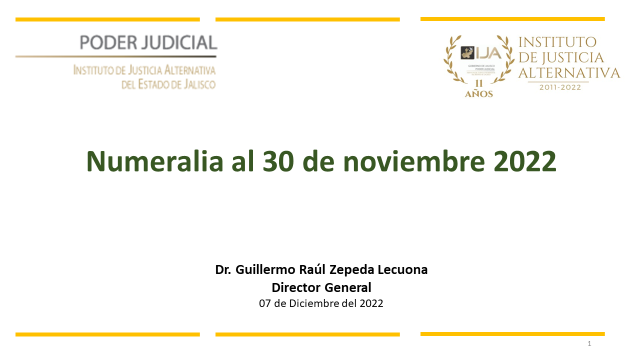 PODER JUDICIAL
INSTITUTO DE JUSTICIA ALTERNATIVA
DEL ESTADO DE JALISCO
IJA
11
AÑOS
INSTITUTO
DE JUSTICIA
ALTERNATIVA
2011-2022
Numeralia al 30 de noviembre 2022
Dr. Guillermo Raúl Zepeda Lecuona
Director General
07 de Diciembre del 2022
1